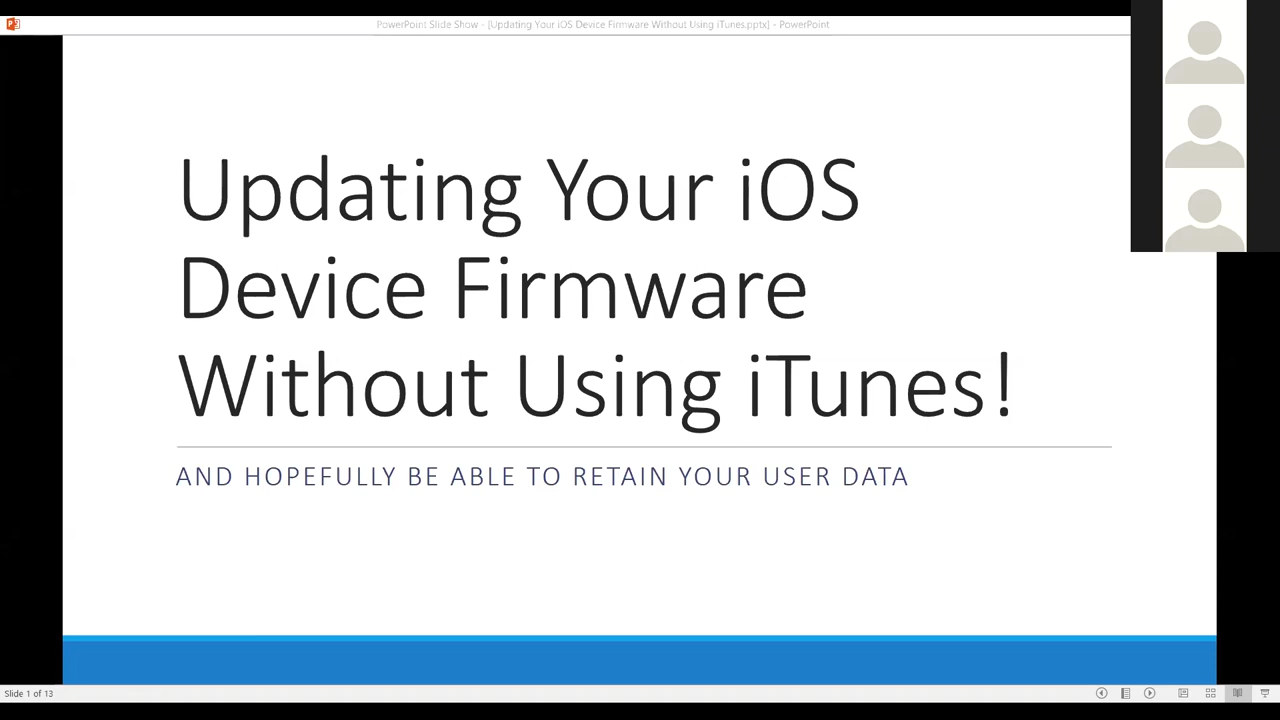 PowerPoint Slide Show - [Updating Your iOS Device Firmware Without Using iTunes.pptx] - PowerPoint
Updating Your iOS
Device Firmware
Without Using iTunes!
AND HOPEFULLY BE ABLE TO RETAIN YOUR USER DATA
Slide 1 of 13